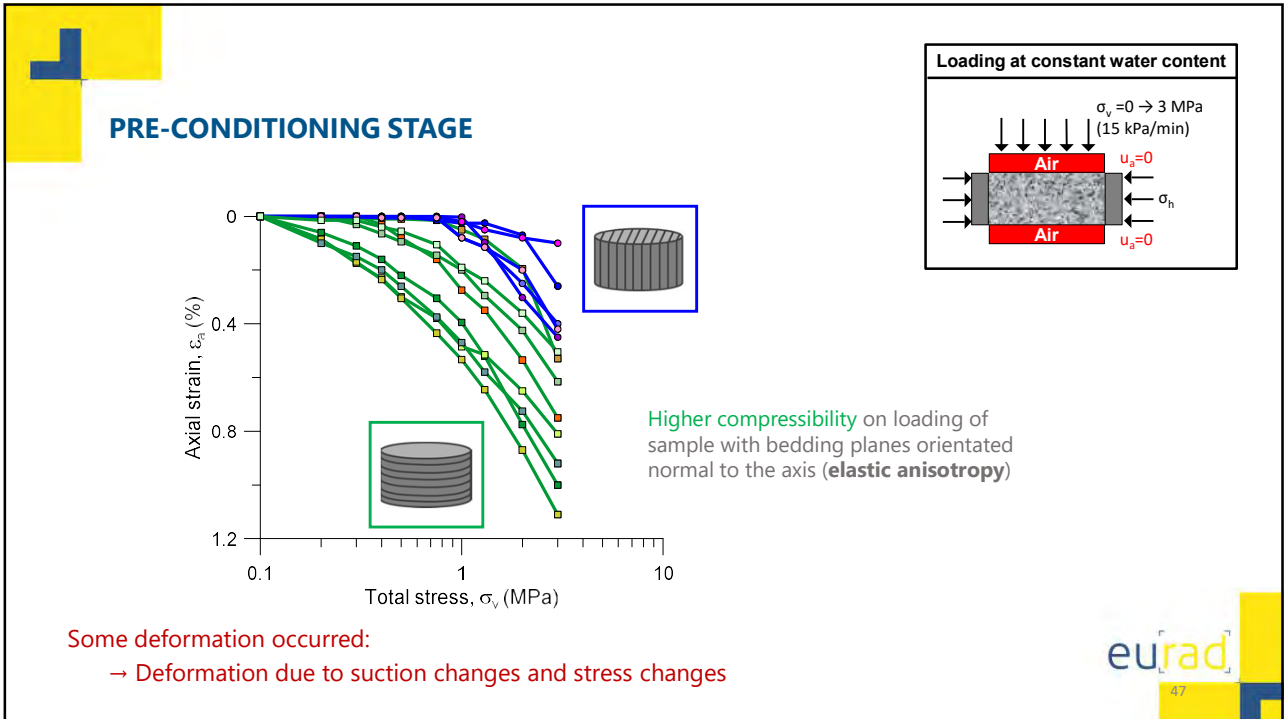 PRE-CONDITIONING STAGE
Loading at constant water content
σv =0 → 3 MPa
(15 kPa/min)
ua=0
Air
σh
Air
ua=0
0
0.4
0.8
1.2
Axial strain, εa (%)
0.1
1
10
Total stress, σv (MPa)
Higher compressibility on loading of
sample with bedding planes orientated
normal to the axis (elastic anisotropy)
Some deformation occurred:
→ Deformation due to suction changes and stress changes
eurad
47